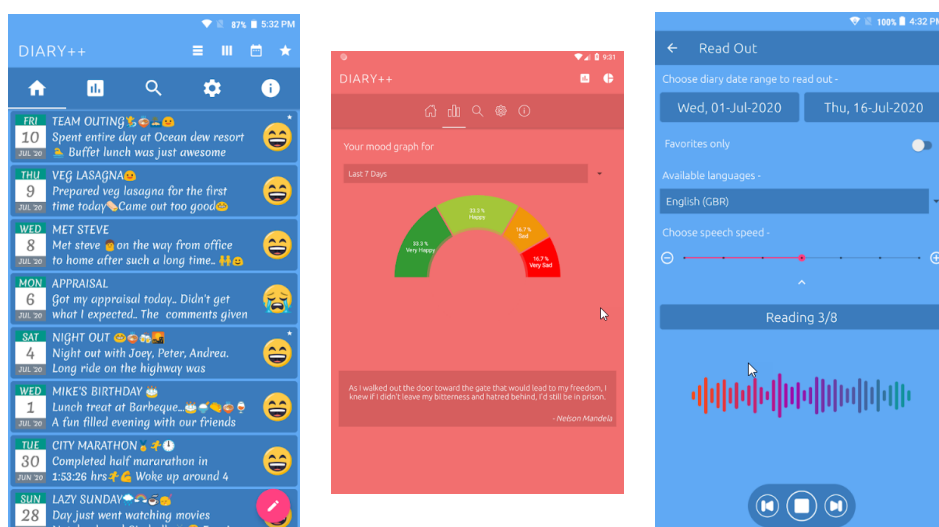 87% 5:32 PM
DIARY++
FRI
10
JUL '20
TEAM OUTING
Spent entire day at Ocean dew resort
Buffet lunch was just awesome
THU
9
JUL '20
VEG LASAGNA
Prepared veg lasagna for the first
time today Came out too good
WED
8
JUL '20
MET STEVE
Met steve on the way from office
to home after such a long time..
MON
6
JUL '20
APPRAISAL
Got my appraisal today.. Didn't get
what I expected.. The comments given
SAT
4
JUL '20
NIGHT OUT
Night out with Joey, Peter, Andrea.
Long ride on the highway was
WED
1
JUL '20
MIKE'S BIRTHDAY
Lunch treat at Barbeque...
A fun filled evening with our friends
TUE
30
JUN '20
CITY MARATHON
Completed half mararathon in
1:53:26 hrs Woke up around 4
SUN
28
LAZY SUNDAY
Day just went watching movies
9:31
DIARY++
Your mood graph for
Last 7 Days
33.3 %
Very Happy
33.3 %
Happy
16.7 %
Sad
16.7 %
Very Sad
As I walked out the door toward the gate that would lead to my freedom, I
knew if I didn't leave my bitterness and hatred behind, I'd still be in prison.
- Nelson Mandela
100% 4:32 PM
Read Out
Choose diary date range to read out -
Wed, 01-Jul-2020
Thu, 16-Jul-2020
Favorites only
Available languages -
English (GBR)
Choose speech speed -
Reading 3/8